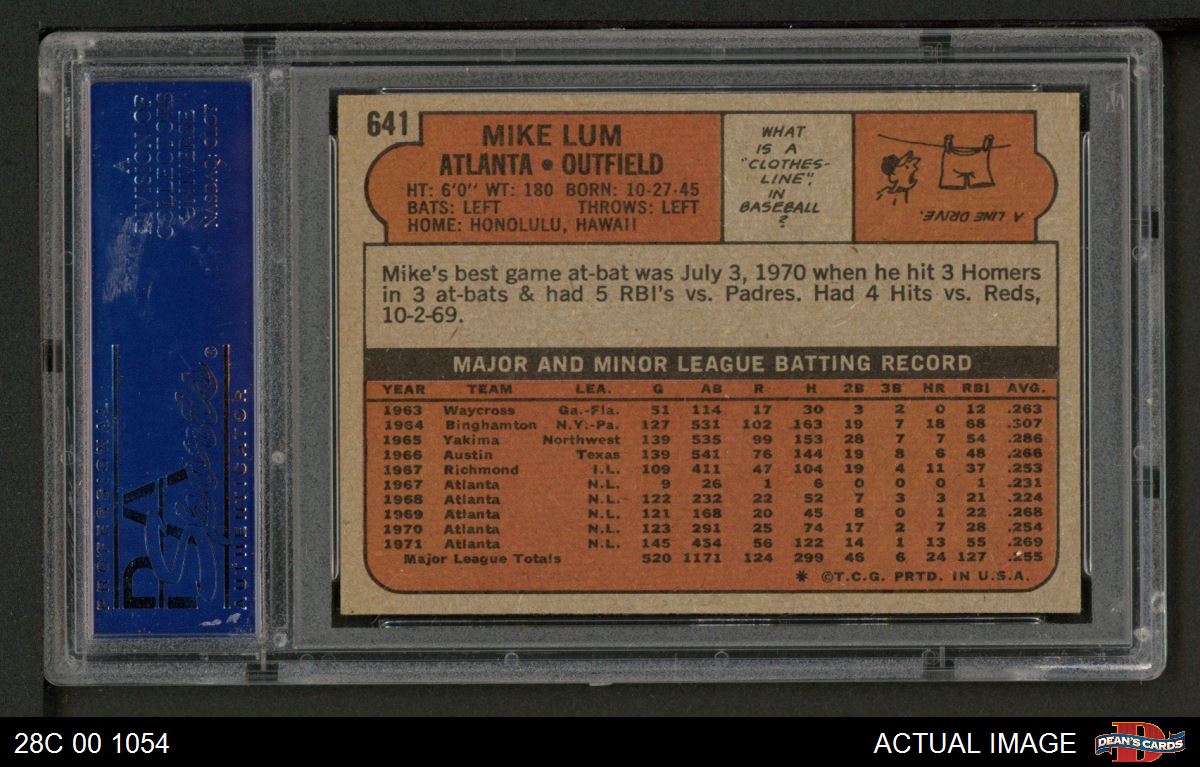 A
DIVISION OF
COLLECTORS
UNIVERSE
NASDAQ: CLCT
PROFESSIONAL
PSA
Sports®
AUTHENTICATOR
641
MIKE LUM
ATLANTA • OUTFIELD
HT: 6'0" WT: 180 BORN: 10-27-45
BATS: LEFT THROWS: LEFT
HOME: HONOLULU, HAWAII
WHAT
IS A
"CLOTHES-
LINE",
IN
BASEBALL
?
A LINE DRIVE.
Mike's best game at-bat was July 3, 1970 when he hit 3 Homers
in 3 at-bats & had 5 RBI's vs. Padres. Had 4 Hits vs. Reds,
10-2-69.
MAJOR AND MINOR LEAGUE BATTING RECORD
YEAR TEAM LEA. G AB R H 2B 3B HR RBI AVG.
1963 Waycross Ga.-Fla. 51 114 17 30 3 2 0 12 .263
1964 Binghamton N.Y.-Pa. 127 531 102 163 19 7 18 68 .307
1965 Yakima Northwest 139 535 99 153 28 7 7 54 .286
1966 Austin Texas 139 541 76 144 19 8 6 48 .266
1967 Richmond I.L. 109 411 47 104 19 4 11 37 .253
1967 Atlanta N.L. 9 26 1 6 0 0 0 1 .231
1968 Atlanta N.L. 122 232 22 52 7 3 3 21 .224
1969 Atlanta N.L. 121 168 20 45 8 0 1 22 .268
1970 Atlanta N.L. 123 291 25 74 17 2 7 28 .254
1971 Atlanta N.L. 145 454 56 122 14 1 13 55 .269
Major League Totals 520 1171 124 299 46 6 24 127 .255
* ©T.C.G. PRTD. IN U.S.A.
28C 00 1054
ACTUAL IMAGE
D
DEAN'S CARDS